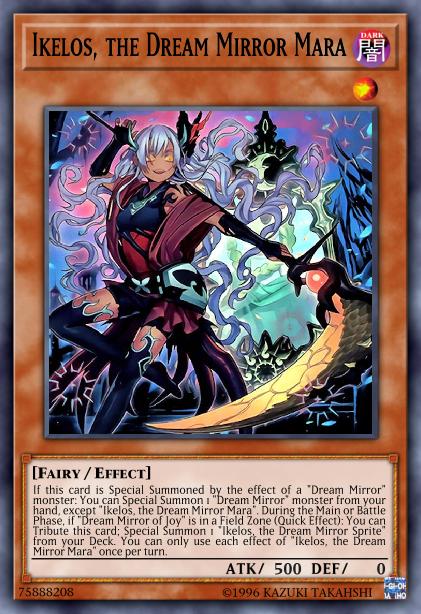 Ikelos, the Dream Mirror Mara
DARK
闇
[Fairy / Effect]
If this card is Special Summoned by the effect of a "Dream Mirror"
monster: You can Special Summon 1 "Dream Mirror" monster from your
hand, except "Ikelos, the Dream Mirror Mara". During the Main or Battle
Phase, if "Dream Mirror of Joy" is in a Field Zone (Quick Effect): You can
Tribute this card; Special Summon 1 "Ikelos, the Dream Mirror Sprite"
from your Deck. You can only use each effect of "Ikelos, the Dream
Mirror Mara" once per turn.
ATK/ 500 DEF/ 0
75888208 ©1996 KAZUKI TAKAHSHI